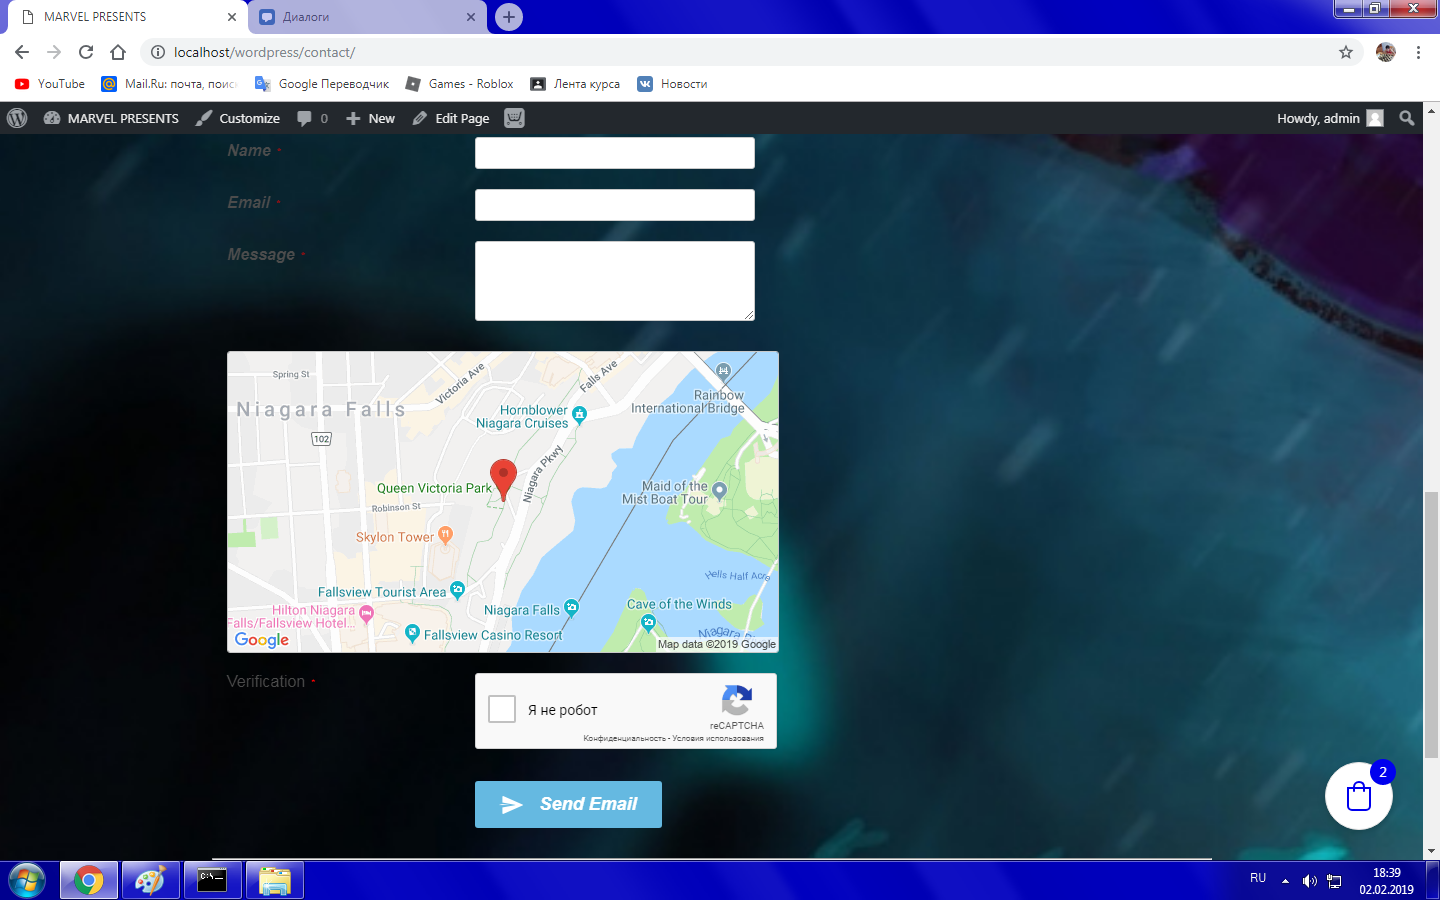 MARVEL PRESENTS
Диалоги
localhost/wordpress/contact/
YouTube
Mail.Ru: почта, поис
Google Переводчик
Games - Roblox
Лента курса
Новости
MARVEL PRESENTS
Customize
0
New
Edit Page
Howdy, admin
Name *
Email *
Message *
Spring St
Victoria Ave
Falls Ave
Rainbow
International Bridge
Niagara Falls
Hornblower
Niagara Cruises
102
Niagara Pkwy
Queen Victoria Park
Maid of the
Mist Boat Tour
Robinson St
Skylon Tower
Hells Half Acre
Fallsview Tourist Area
Niagara Falls
Cave of the Winds
Hilton Niagara
Falls/Fallsview Hotel...
Fallsview Casino Resort
Google
Map data ©2019 Google
Verification *
Я не робот
reCAPTCHA
Конфиденциальность - Условия использования
Send Email
2
RU
18:39
02.02.2019